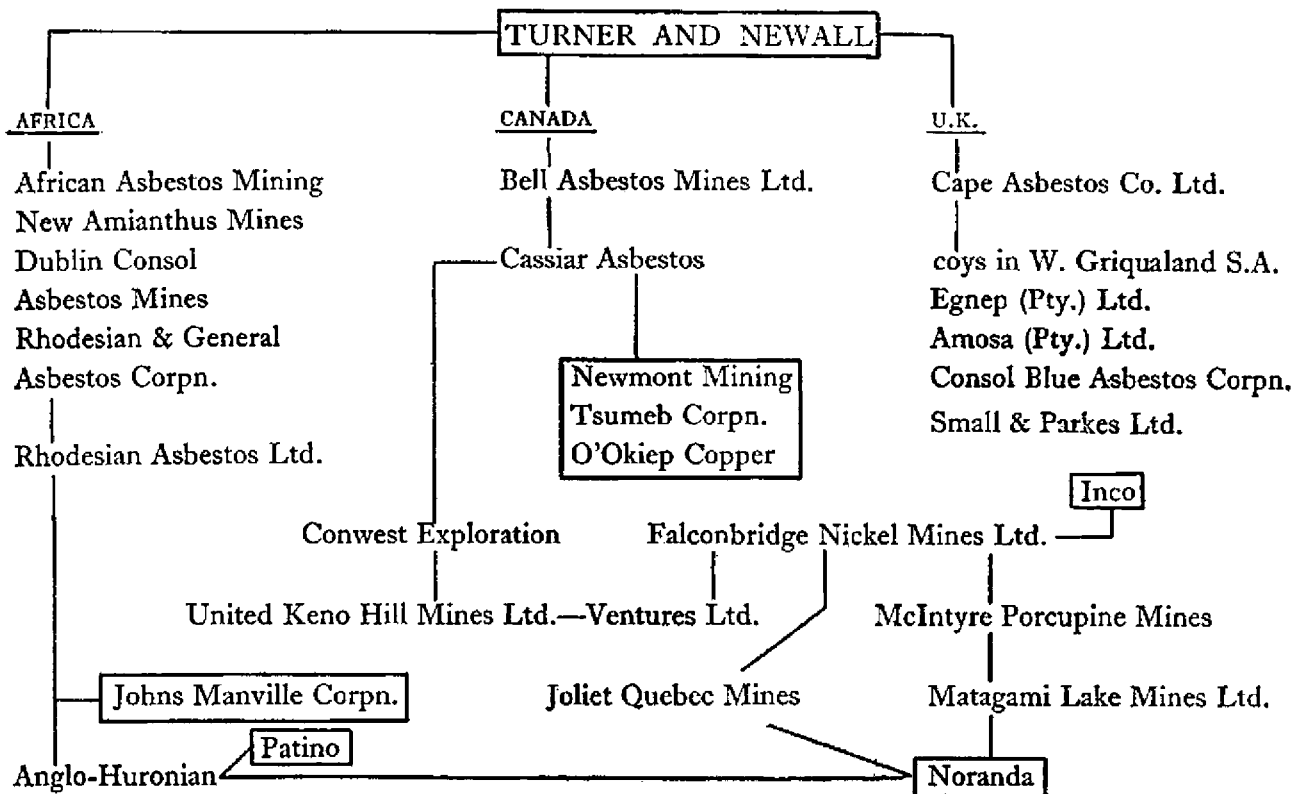 TURNER AND NEWALL
AFRICA
African Asbestos Mining
New Amianthus Mines
Dublin Consol
Asbestos Mines
Rhodesian & General
Asbestos Corpn.
Rhodesian Asbestos Ltd.
CANADA
Bell Asbestos Mines Ltd.
Cassiar Asbestos
Newmont Mining
Tsumeb Corpn.
O'Okiep Copper
U.K.
Cape Asbestos Co. Ltd.
coys in W. Griqualand S.A.
Egnep (Pty.) Ltd.
Amosa (Pty.) Ltd.
Consol Blue Asbestos Corpn.
Small & Parkes Ltd.
Inco
Conwest Exploration
Falconbridge Nickel Mines Ltd.
United Keno Hill Mines Ltd.—Ventures Ltd.
McIntyre Porcupine Mines
Johns Manville Corpn.
Joliet Quebec Mines
Matagami Lake Mines Ltd.
Patino
Anglo-Huronian
Noranda